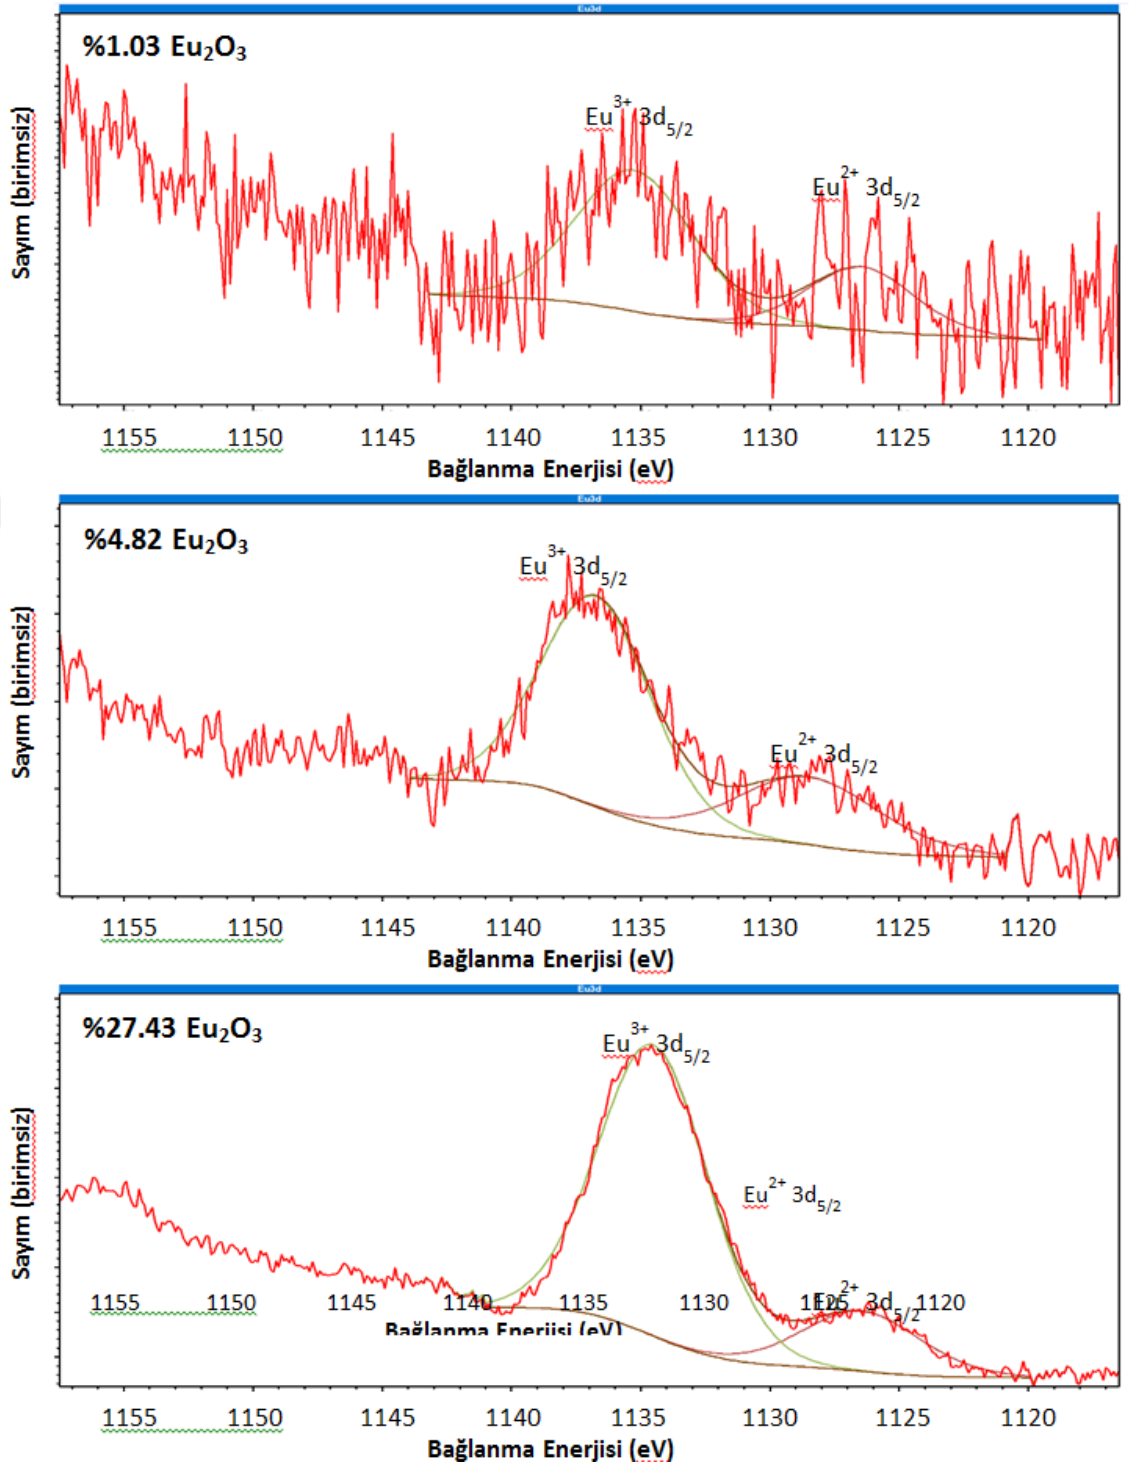 Eu3d
%1.03 Eu₂O₃
Eu³⁺ 3d₅/₂
Eu²⁺ 3d₅/₂
Sayım (birimsiz)
1155 1150 1145 1140 1135 1130 1125 1120
Bağlanma Enerjisi (eV)
Eu3d
%4.82 Eu₂O₃
Eu³⁺ 3d₅/₂
Eu²⁺ 3d₅/₂
Sayım (birimsiz)
1155 1150 1145 1140 1135 1130 1125 1120
Bağlanma Enerjisi (eV)
Eu3d
%27.43 Eu₂O₃
Eu³⁺ 3d₅/₂
Eu²⁺ 3d₅/₂
Sayım (birimsiz)
1155 1150 1145 1140 1135 1130 1125 1120
Eu²⁺ 3d₅/₂
Bağlanma Enerjisi (eV)
1155 1150 1145 1140 1135 1130 1125 1120
Bağlanma Enerjisi (eV)